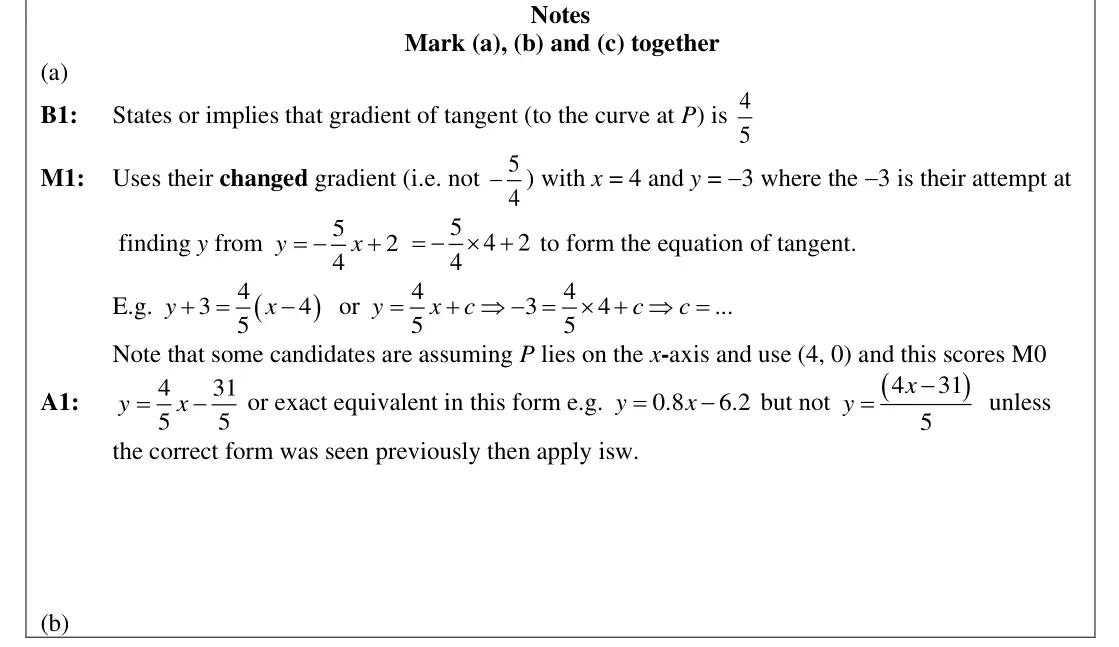 Notes
Mark (a), (b) and (c) together
(a)
B1: States or implies that gradient of tangent (to the curve at P) is 4/5
M1: Uses their changed gradient (i.e. not −5/4) with x = 4 and y = –3 where the –3 is their attempt at
finding y from y = −5/4 x + 2 = −5/4 × 4 + 2 to form the equation of tangent.
E.g. y + 3 = 4/5 (x − 4) or y = 4/5 x + c ⇒ −3 = 4/5 × 4 + c ⇒ c = ...
Note that some candidates are assuming P lies on the x-axis and use (4, 0) and this scores M0
A1: y = 4/5 x − 31/5 or exact equivalent in this form e.g. y = 0.8x − 6.2 but not y = (4x − 31)/5 unless
the correct form was seen previously then apply isw.
(b)